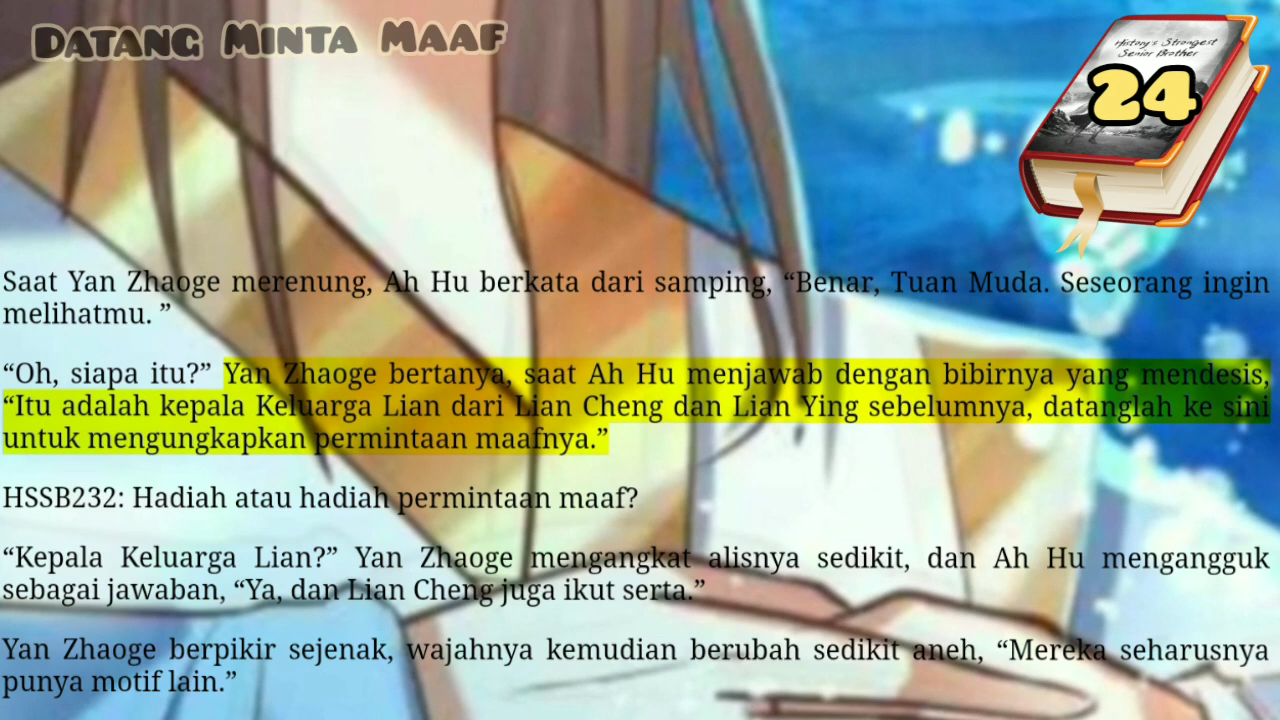 Datang Minta Maaf
History's Strongest
Senior Brother
24
Saat Yan Zhaoge merenung, Ah Hu berkata dari samping, “Benar, Tuan Muda. Seseorang ingin
melihatmu. ”
“Oh, siapa itu?” Yan Zhaoge bertanya, saat Ah Hu menjawab dengan bibirnya yang mendesis,
“Itu adalah kepala Keluarga Lian dari Lian Cheng dan Lian Ying sebelumnya, datanglah ke sini
untuk mengungkapkan permintaan maafnya.”
HSSB232: Hadiah atau hadiah permintaan maaf?
“Kepala Keluarga Lian?” Yan Zhaoge mengangkat alisnya sedikit, dan Ah Hu mengangguk
sebagai jawaban, “Ya, dan Lian Cheng juga ikut serta.”
Yan Zhaoge berpikir sejenak, wajahnya kemudian berubah sedikit aneh, “Mereka seharusnya
punya motif lain.”